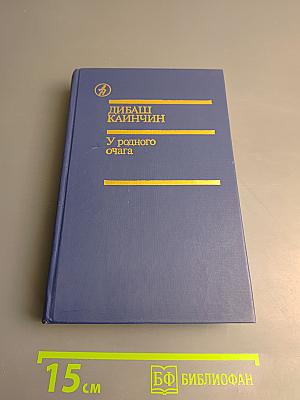 ДИБАШ
КАИНЧИН
У родного
очага
15 см
БФ БИБЛИОФАН